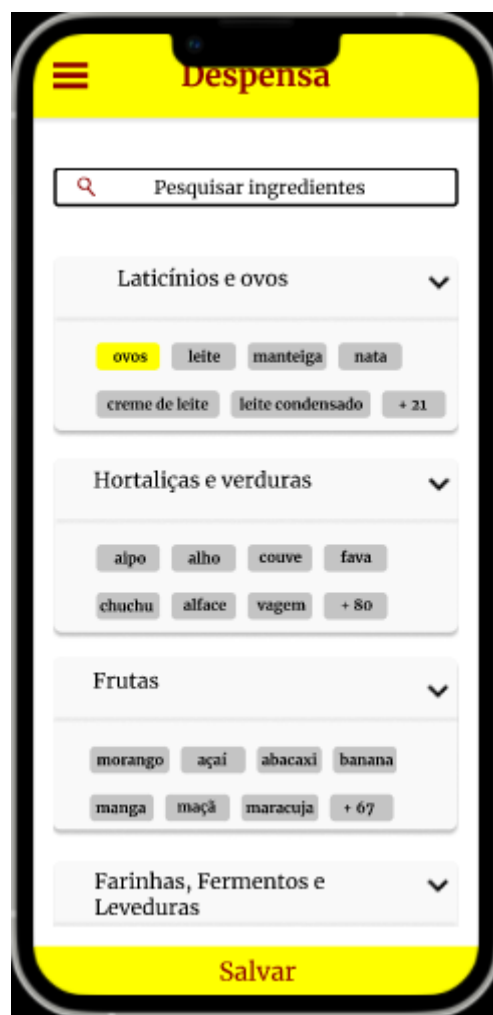 Despensa
Pesquisar ingredientes
Laticínios e ovos
ovos leite manteiga nata
creme de leite leite condensado + 21
Hortaliças e verduras
aipo alho couve fava
chuchu alface vagem + 80
Frutas
morango açaí abacaxi banana
manga maçã maracuja + 67
Farinhas, Fermentos e
Leveduras
Salvar